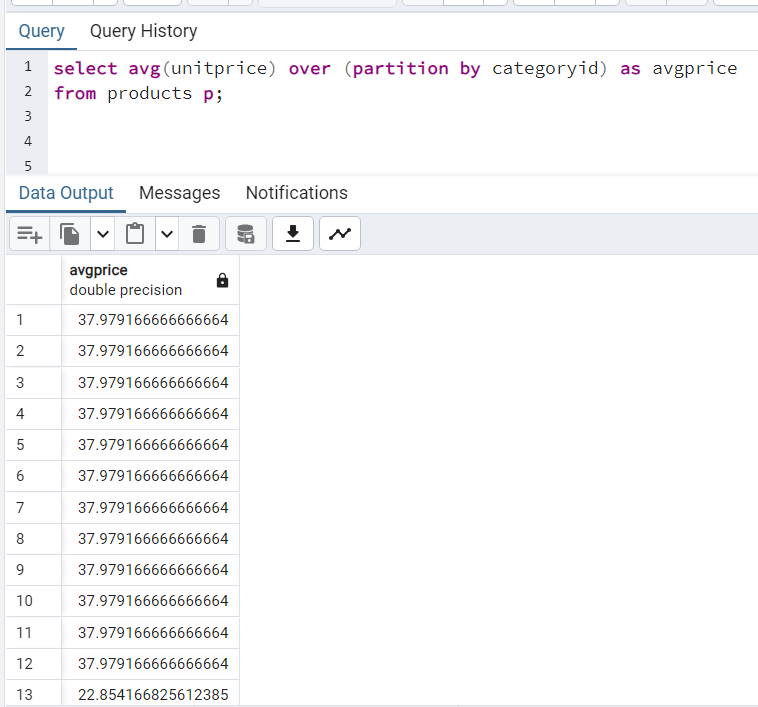 Query Query History
1 select avg(unitprice) over (partition by categoryid) as avgprice
2 from products p;
3
4
5
Data Output Messages Notifications
avgprice
double precision
1 37.979166666666664
2 37.979166666666664
3 37.979166666666664
4 37.979166666666664
5 37.979166666666664
6 37.979166666666664
7 37.979166666666664
8 37.979166666666664
9 37.979166666666664
10 37.979166666666664
11 37.979166666666664
12 37.979166666666664
13 22.854166825612385